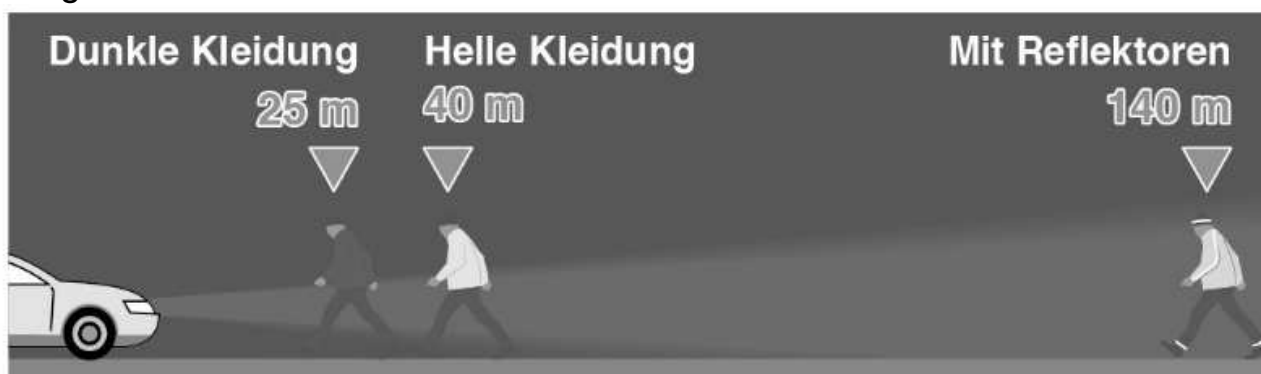 Dunkle Kleidung
25 m
Helle Kleidung
40 m
Mit Reflektoren
140 m